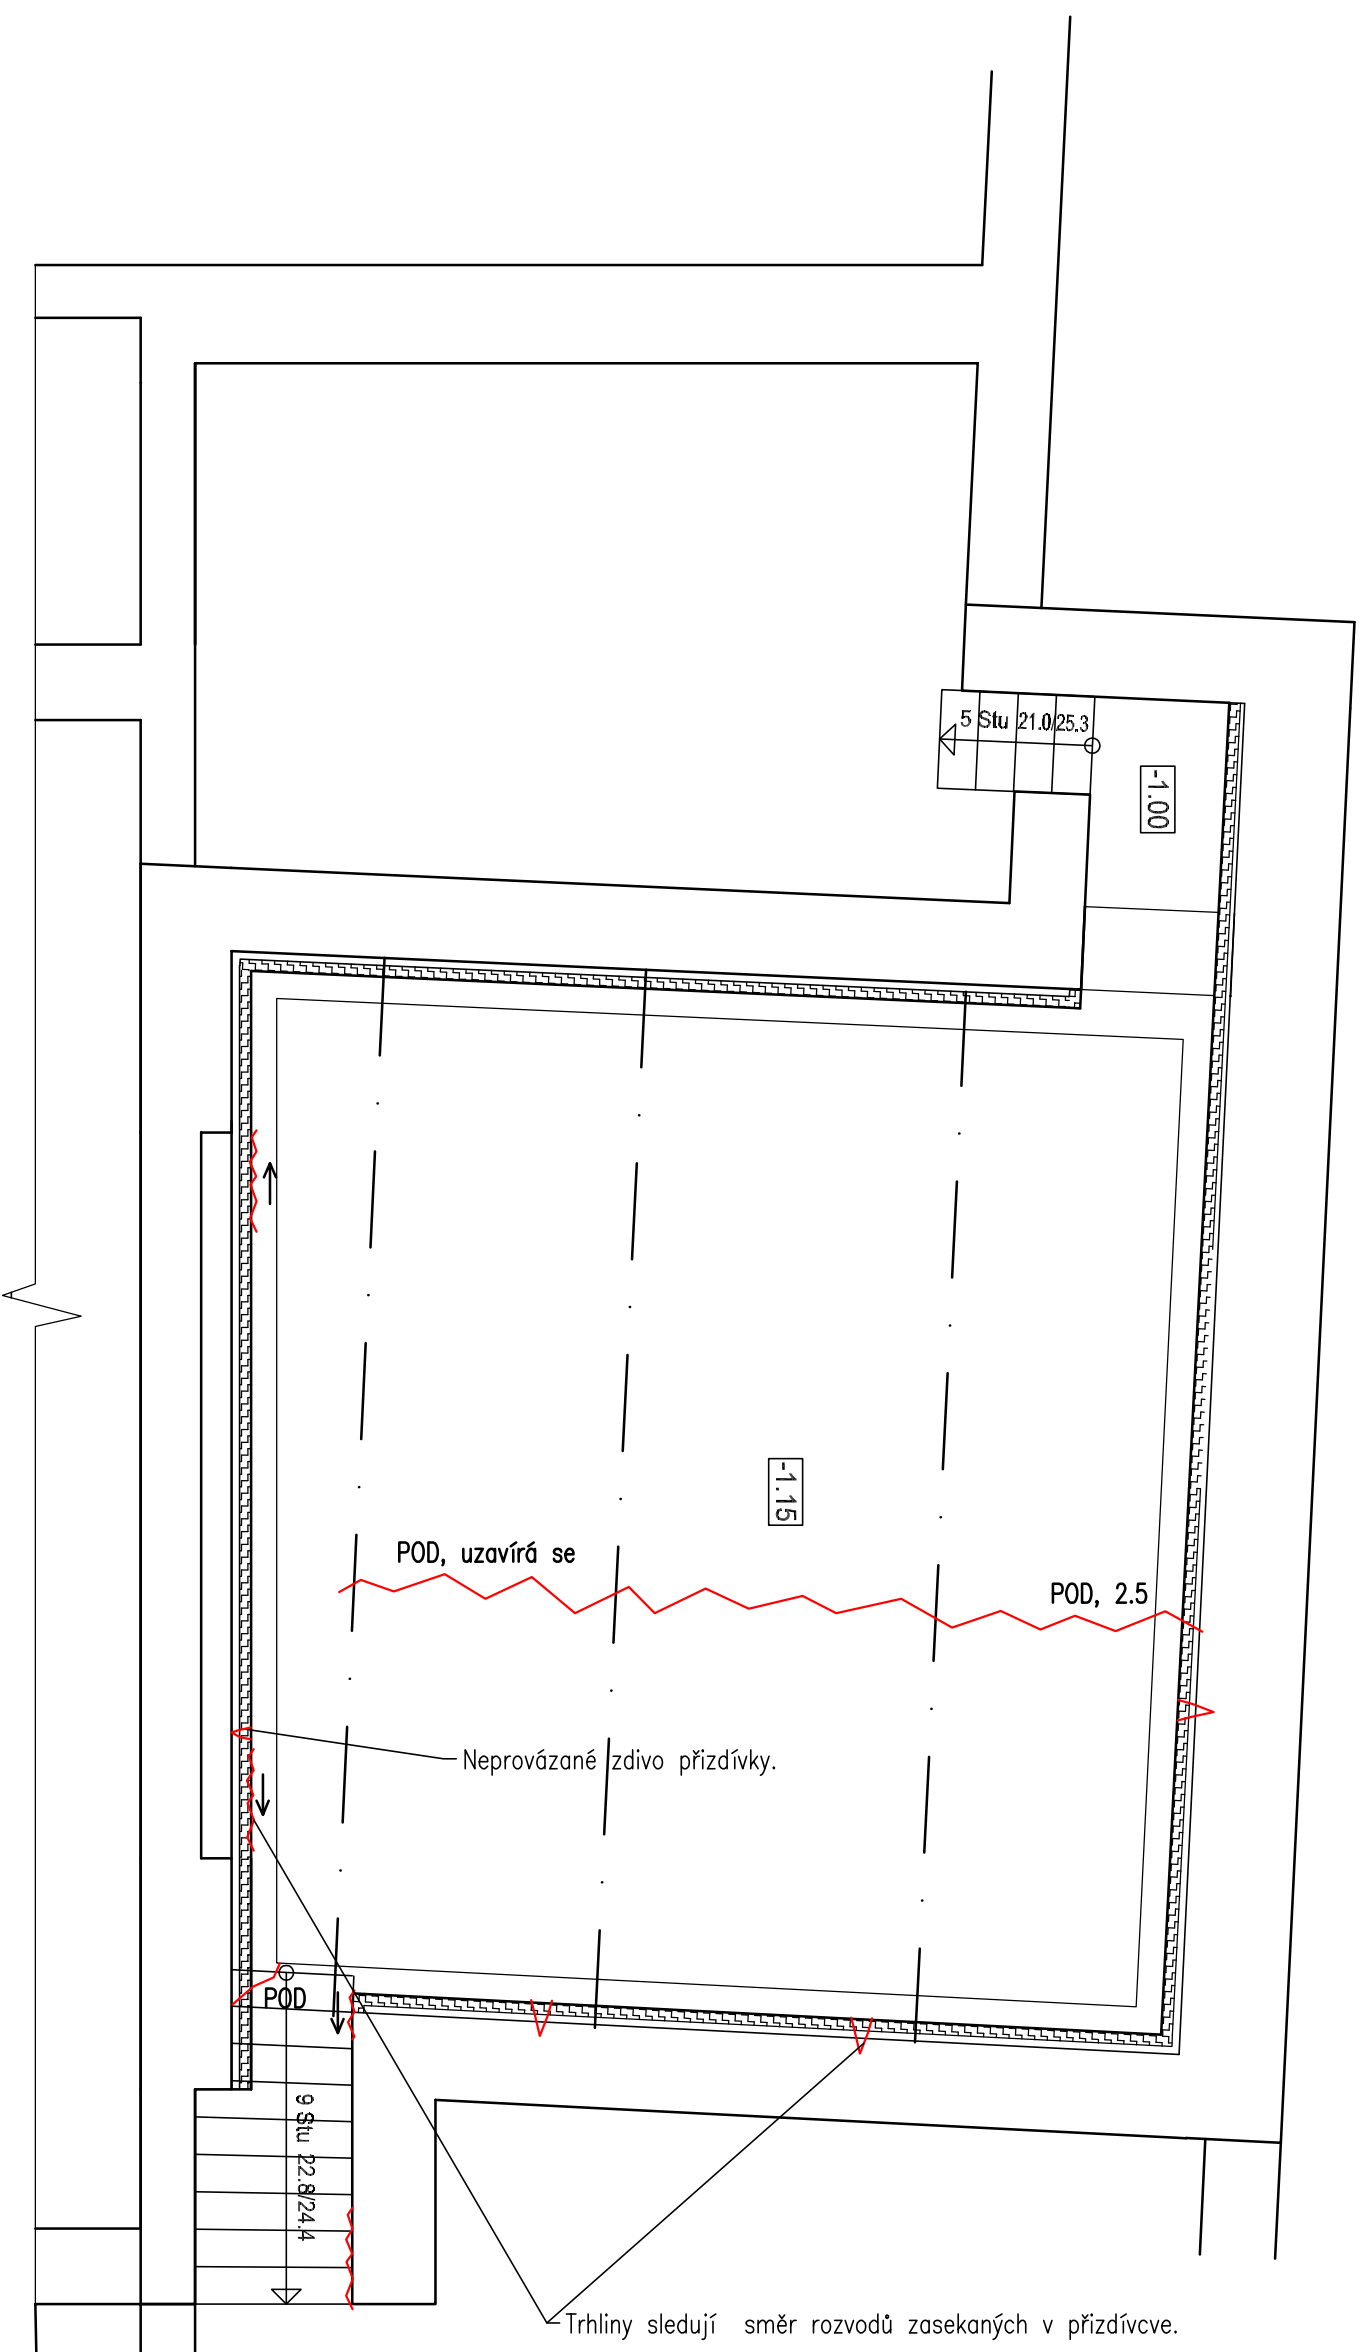 5 Stu 21.0/25.3
-1.00
-1.15
POD, uzavírá se
POD, 2.5
Neprovázané zdivo přizdívky.
POD
9 Stu 22.8/24.4
Trhliny sledují směr rozvodů zasekaných v přizdívcve.